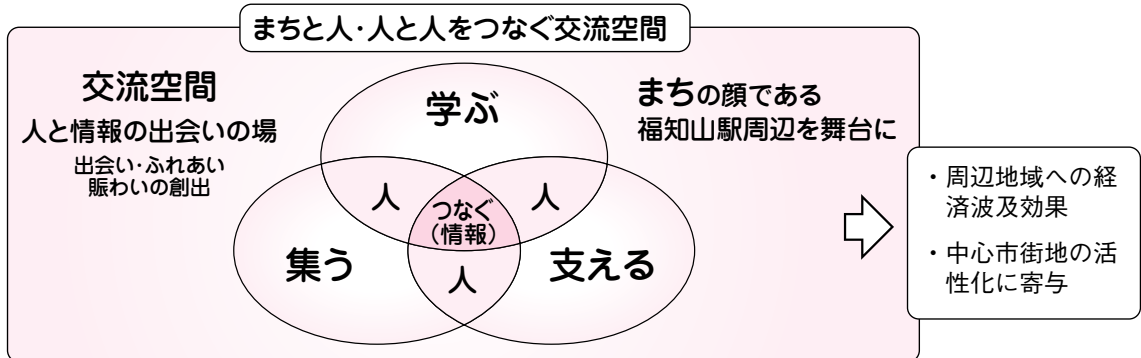 まちと人・人と人をつなぐ交流空間
交流空間
人と情報の出会いの場
出会い・ふれあい
賑わいの創出
まちの顔である
福知山駅周辺を舞台に
学ぶ
人
人
つなぐ
(情報)
集う
支える
人
・周辺地域への経
済波及効果
・中心市街地の活
性化に寄与